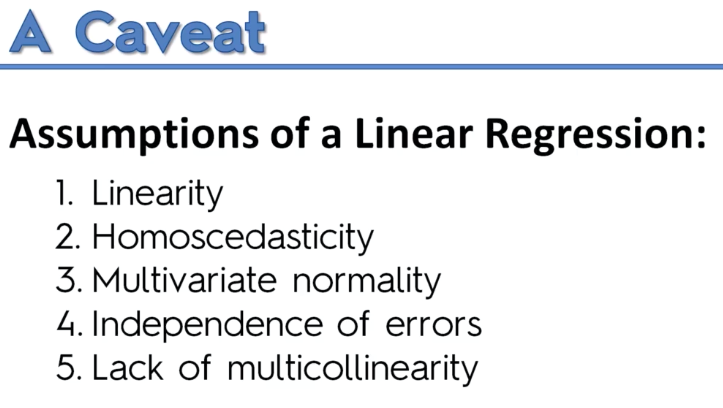 A Caveat
Assumptions of a Linear Regression:
1. Linearity
2. Homoscedasticity
3. Multivariate normality
4. Independence of errors
5. Lack of multicollinearity